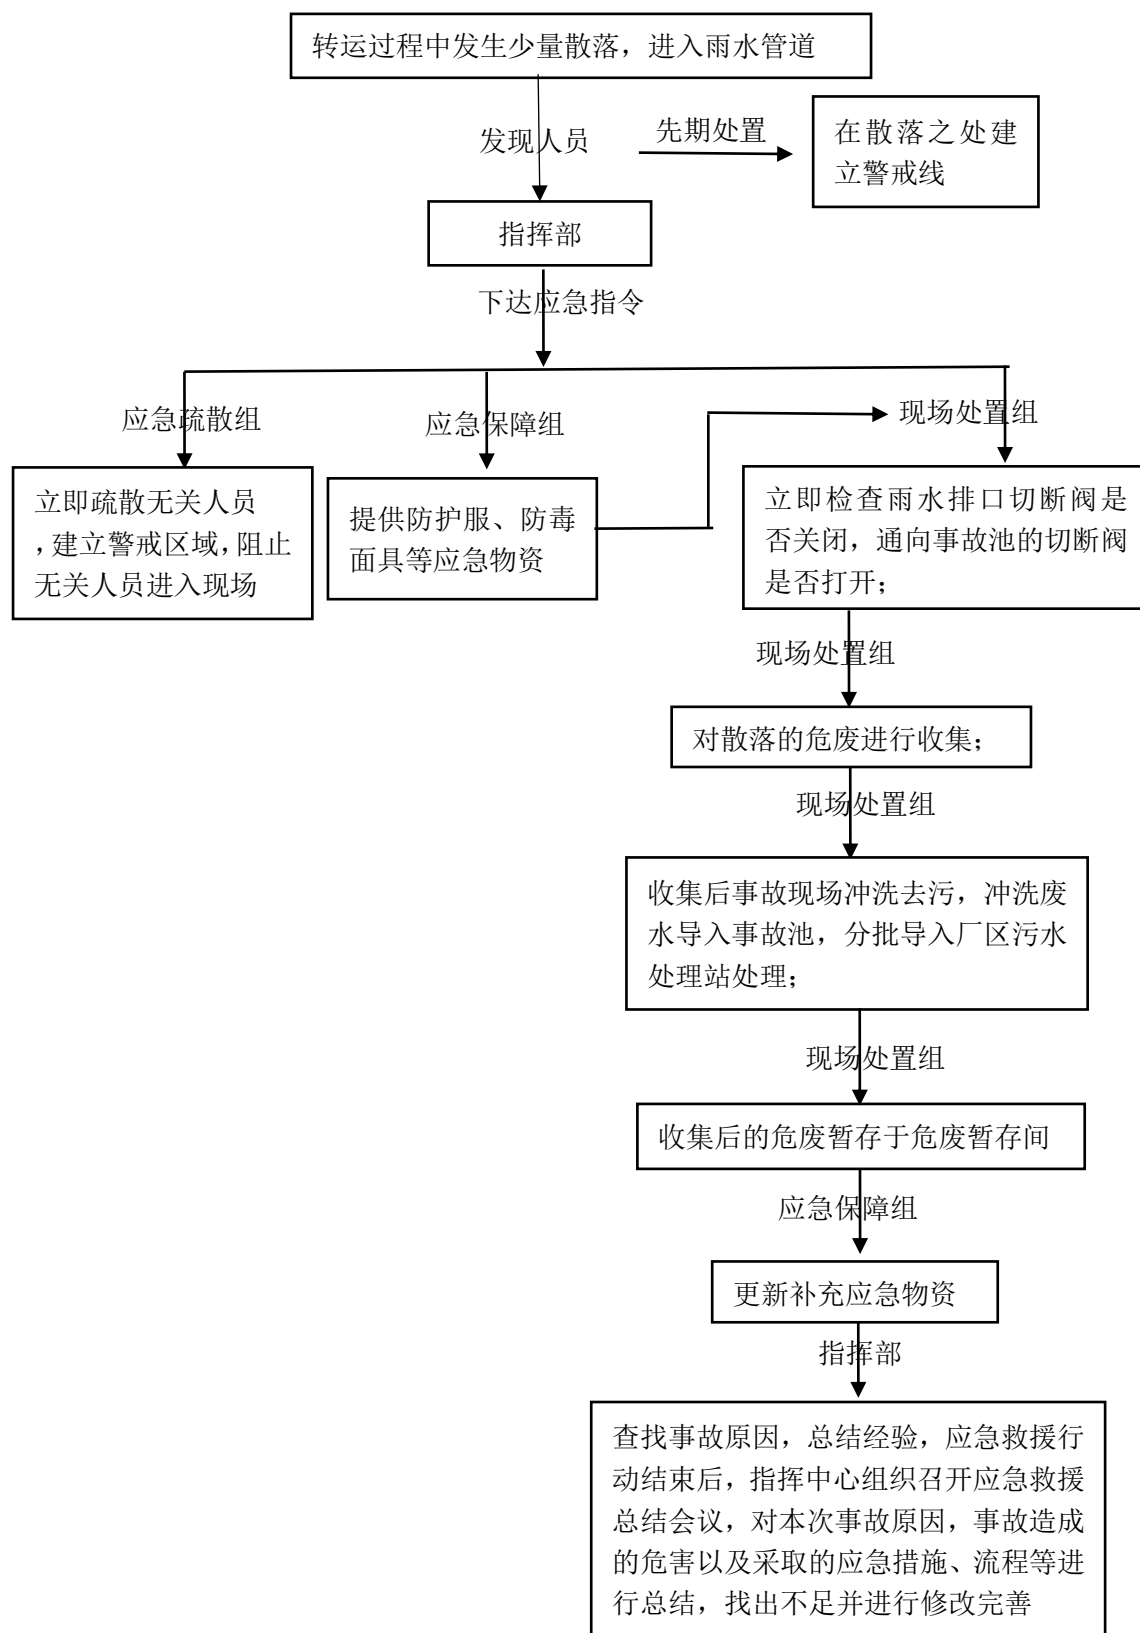 转运过程中发生少量散落，进入雨水管道
发现人员
先期处置
在散落之处建
立警戒线
指挥部
下达应急指令
应急疏散组
应急保障组
现场处置组
立即疏散无关人员
，建立警戒区域，阻止
无关人员进入现场
提供防护服、防毒
面具等应急物资
立即检查雨水排口切断阀是
否关闭，通向事故池的切断阀
是否打开；
现场处置组
对散落的危废进行收集；
现场处置组
收集后事故现场冲洗去污，冲洗废
水导入事故池，分批导入厂区污水
处理站处理；
现场处置组
收集后的危废暂存于危废暂存间
应急保障组
更新补充应急物资
指挥部
查找事故原因，总结经验，应急救援行
动结束后，指挥中心组织召开应急救援
总结会议，对本次事故原因，事故造成
的危害以及采取的应急措施、流程等进
行总结，找出不足并进行修改完善